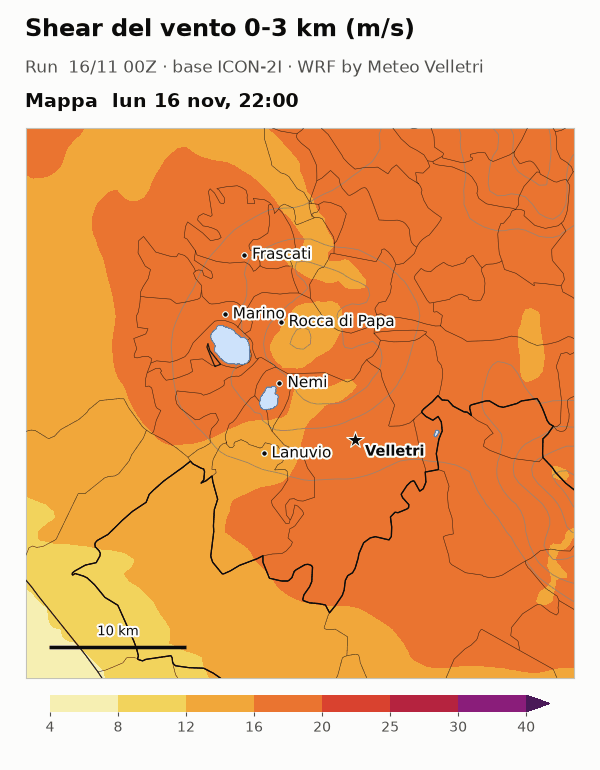 Shear del vento 0-3 km (m/s)
Run  16/11 00Z · base ICON-2I · WRF by Meteo Velletri
Mappa  lun 16 nov, 22:00
Frascati
Marino
Rocca di Papa
Nemi
Velletri
Lanuvio
10 km
4 8 12 16 20 25 30 40